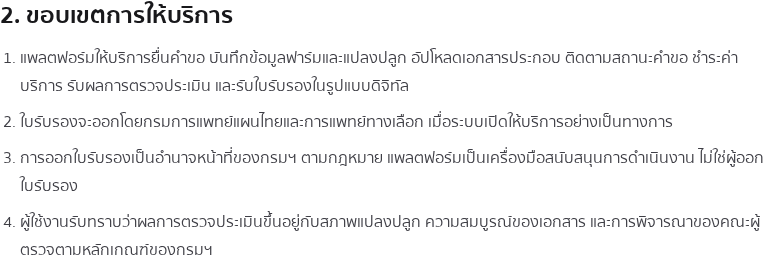 2. ขอบเขตการให้บริการ
1. แพลตฟอร์มให้บริการยื่นคำขอ บันทึกข้อมูลฟาร์มและแปลงปลูก อัปโหลดเอกสารประกอบ ติดตามสถานะคำขอ ชำระค่า
บริการ รับผลการตรวจประเมิน และรับใบรับรองในรูปแบบดิจิทัล
2. ใบรับรองจะออกโดยกรมการแพทย์แผนไทยและการแพทย์ทางเลือก เมื่อระบบเปิดให้บริการอย่างเป็นทางการ
3. การออกใบรับรองเป็นอำนาจหน้าที่ของกรมฯ ตามกฎหมาย แพลตฟอร์มเป็นเครื่องมือสนับสนุนการดำเนินงาน ไม่ใช่ผู้ออก
ใบรับรอง
4. ผู้ใช้งานรับทราบว่าผลการตรวจประเมินขึ้นอยู่กับสภาพแปลงปลูก ความสมบูรณ์ของเอกสาร และการพิจารณาของคณะผู้
ตรวจตามหลักเกณฑ์ของกรมฯ